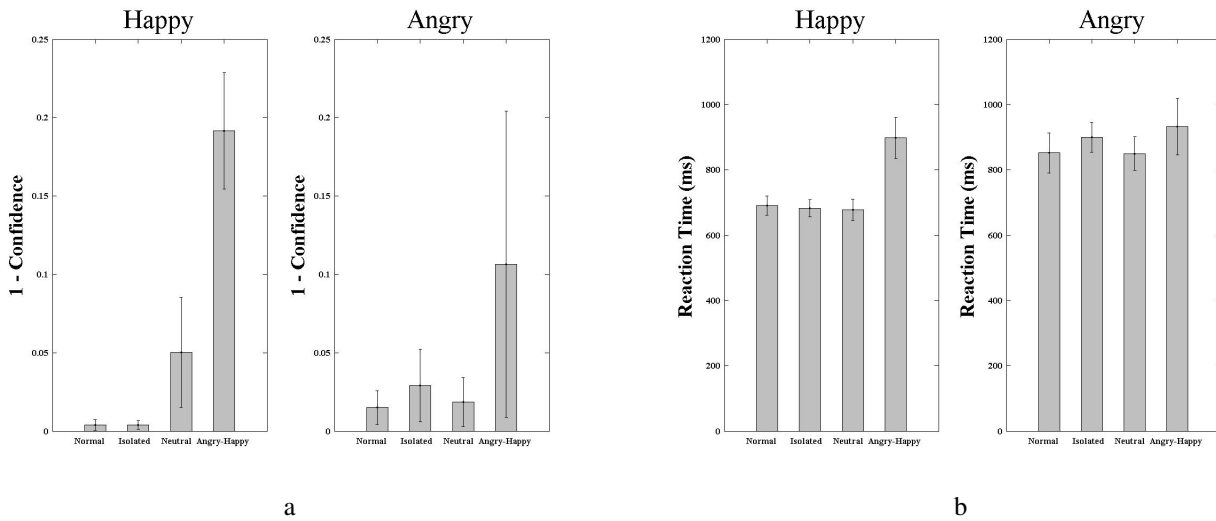 Happy
0.25
0.2
0.15
0.1
0.05
0
1 - Confidence
Normal Isolated Neutral Angry-Happy
Angry
0.25
0.2
0.15
0.1
0.05
0
1 - Confidence
Normal Isolated Neutral Angry-Happy
a
Happy
1200
1000
800
600
400
200
0
Reaction Time (ms)
Normal Isolated Neutral Angry-Happy
Angry
1200
1000
800
600
400
200
0
Reaction Time (ms)
Normal Isolated Neutral Angry-Happy
b